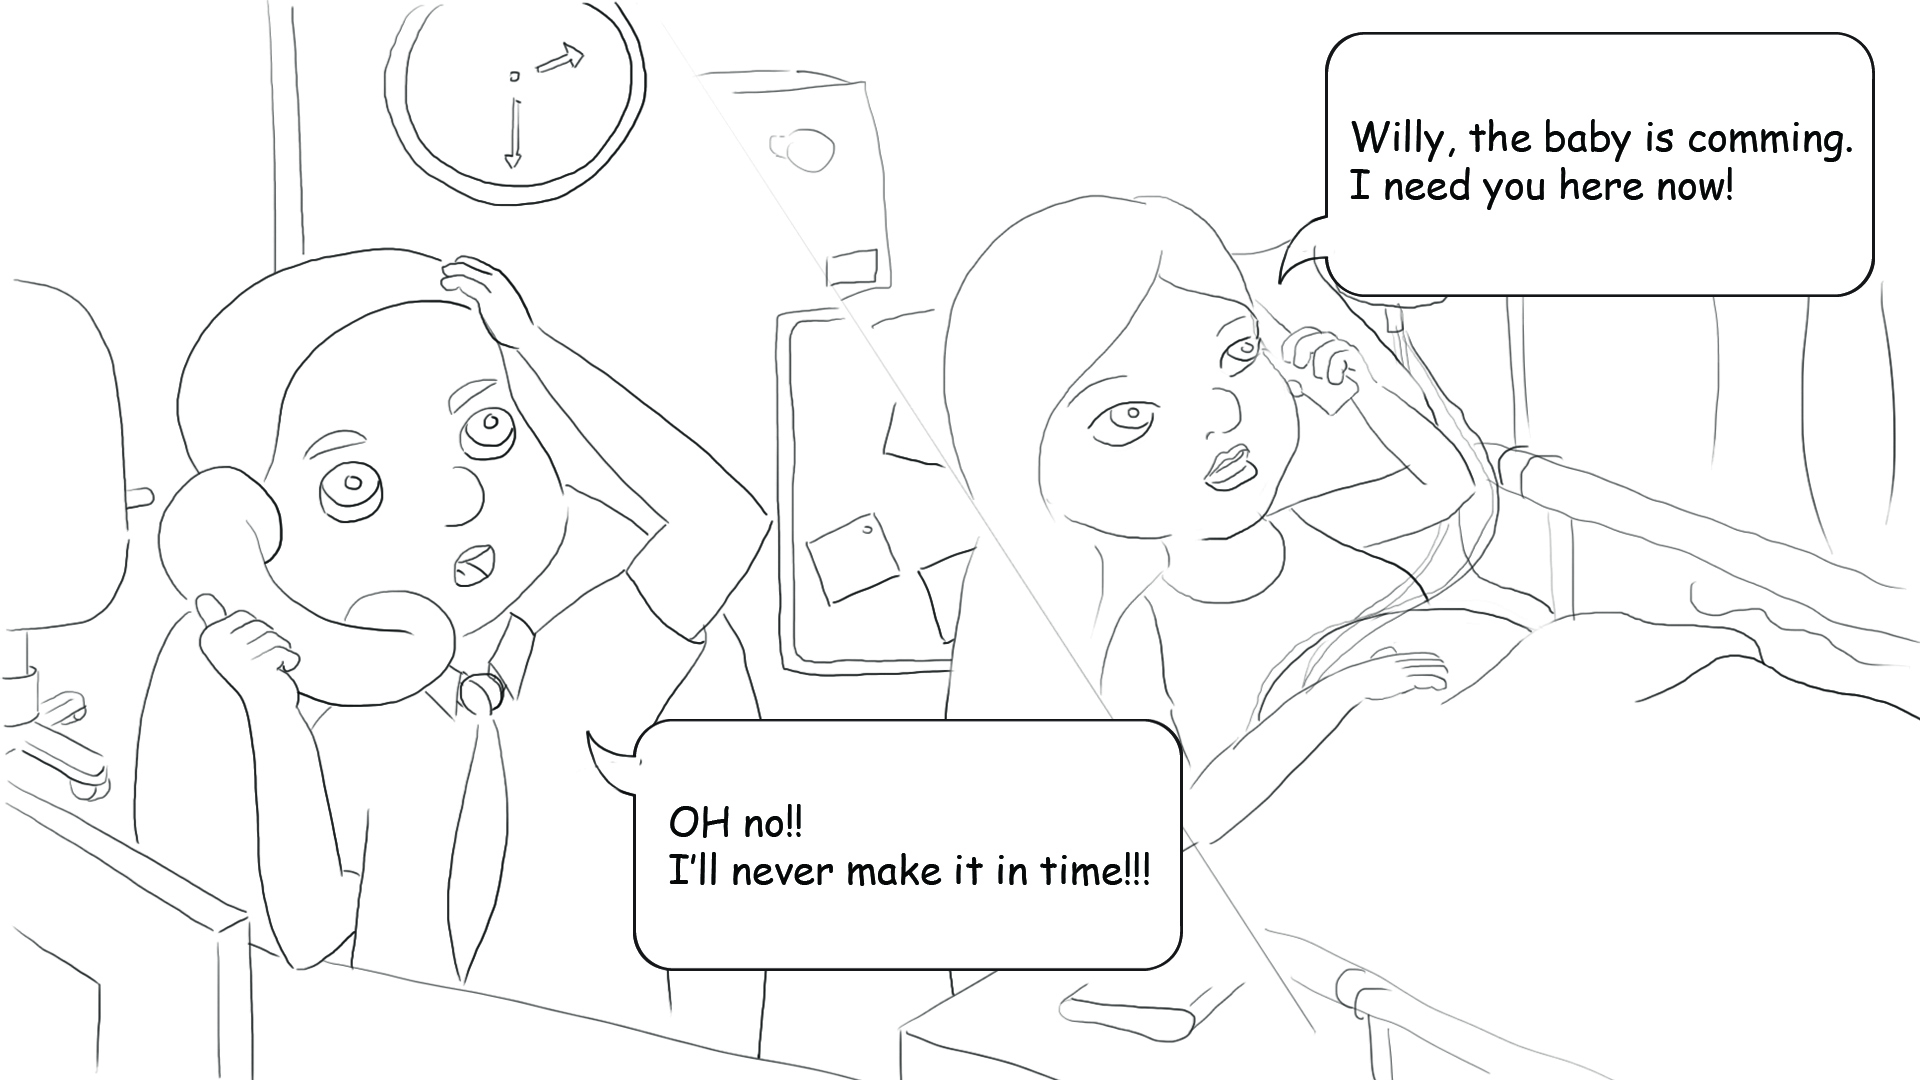 Willy, the baby is comming.
I need you here now!
OH no!!
I'll never make it in time!!!